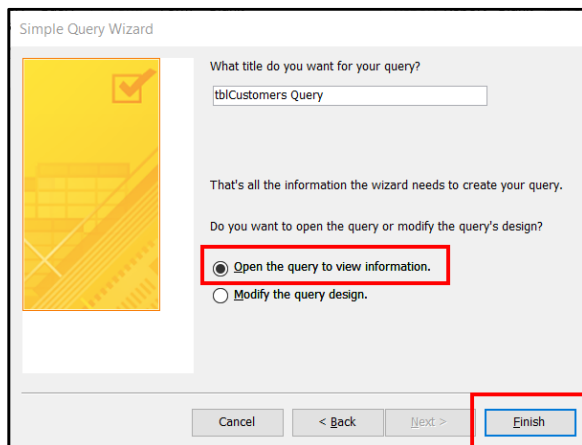 Simple Query Wizard
What title do you want for your query?
tblCustomers Query
That's all the information the wizard needs to create your query.
Do you want to open the query or modify the query's design?
Open the query to view information.
Modify the query design.
Cancel
< Back
Next >
Finish